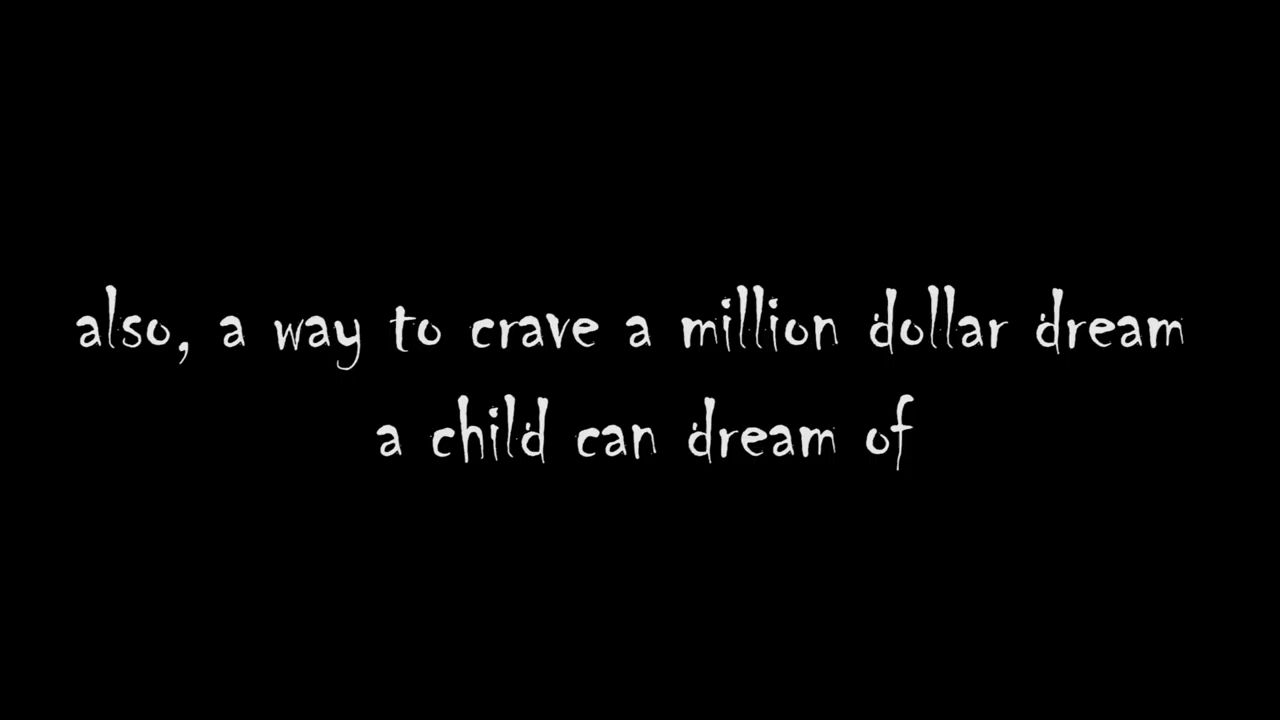 also, a way to crave a million dollar dream
a child can dream of